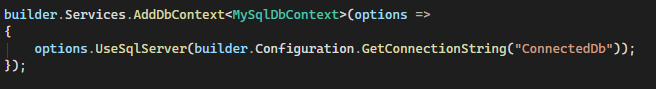 builder.Services.AddDbContext<MySqlDbContext>(options =>
{
    options.UseSqlServer(builder.Configuration.GetConnectionString("ConnectedDb"));
});